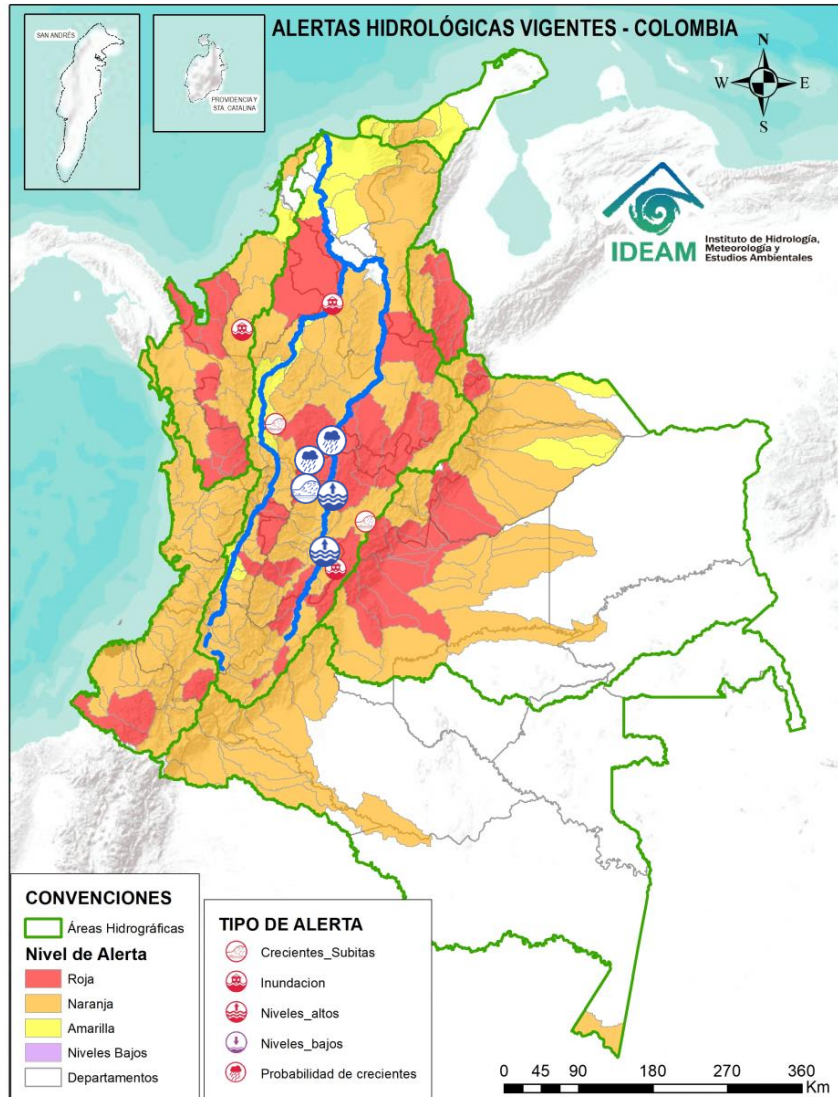 ALERTAS HIDROLÓGICAS VIGENTES - COLOMBIA
SAN ANDRÉS
PROVIDENCIA Y
STA. CATALINA
N
W
E
S
IDEAM
Instituto de Hidrología,
Meteorología y
Estudios Ambientales
CONVENCIONES
Áreas Hidrográficas
Nivel de Alerta
Roja
Naranja
Amarilla
Niveles Bajos
Departamentos
TIPO DE ALERTA
Crecientes_Subitas
Inundacion
Niveles_altos
Niveles_bajos
Probabilidad de crecientes
0 45 90 180 270 360
Km